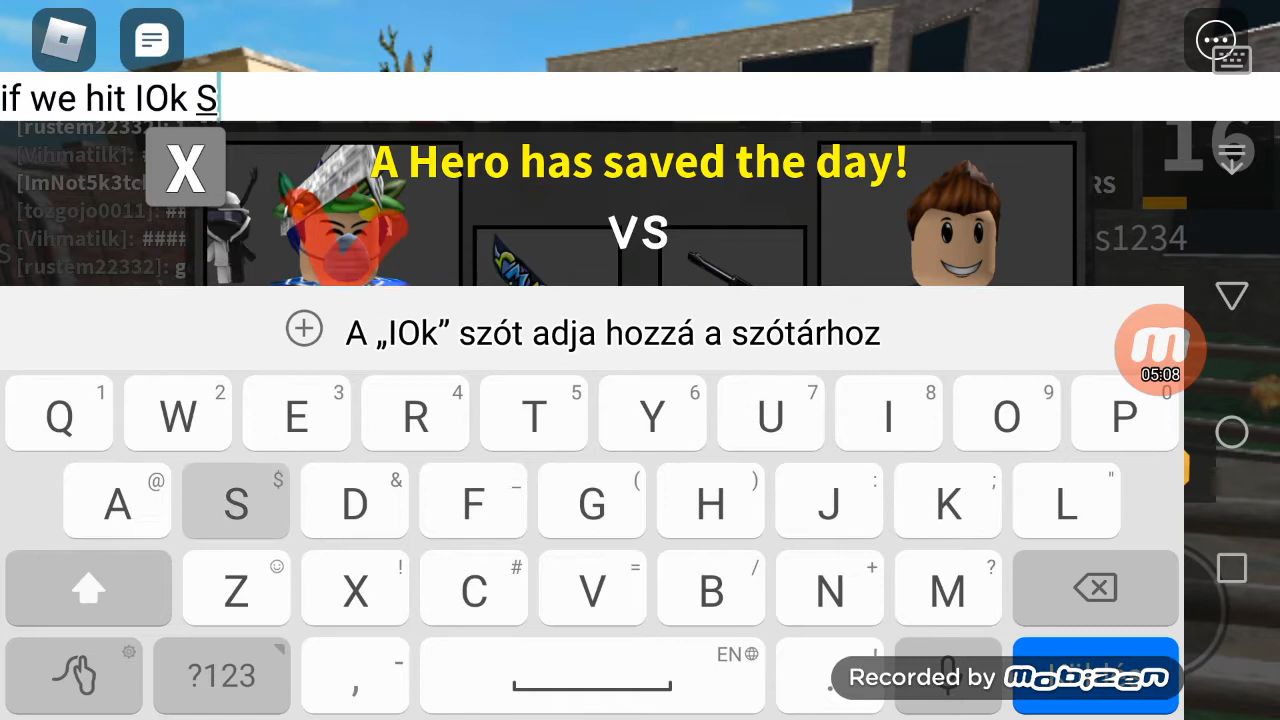 if we hit IOk S
[rustem22332]:
[Vihmatilk]: #
[ImNot5k3tch
[tozgojo0011]: ##
[Vihmatilk]: ####
[rustem22332]: g
X
A Hero has saved the day!
VS
16
RS
s1234
A „IOk” szót adja hozzá a szótárhoz
05:08
Q 1 W 2 E 3 R 4 T 5 Y 6 U 7 I 8 O 9 P 0
A @ S $ D & F _ G ( H ) J : K ; L "
Z X ! C # V = B / N + M ?
?123 , - EN . !
Recorded by mobizen